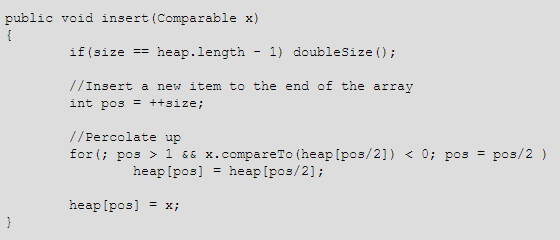 public void insert(Comparable x)
{
if(size == heap.length - 1) doubleSize();
//Insert a new item to the end of the array
int pos = ++size;
//Percolate up
for(; pos > 1 && x.compareTo(heap[pos/2]) < 0; pos = pos/2 )
heap[pos] = heap[pos/2];
heap[pos] = x;
}